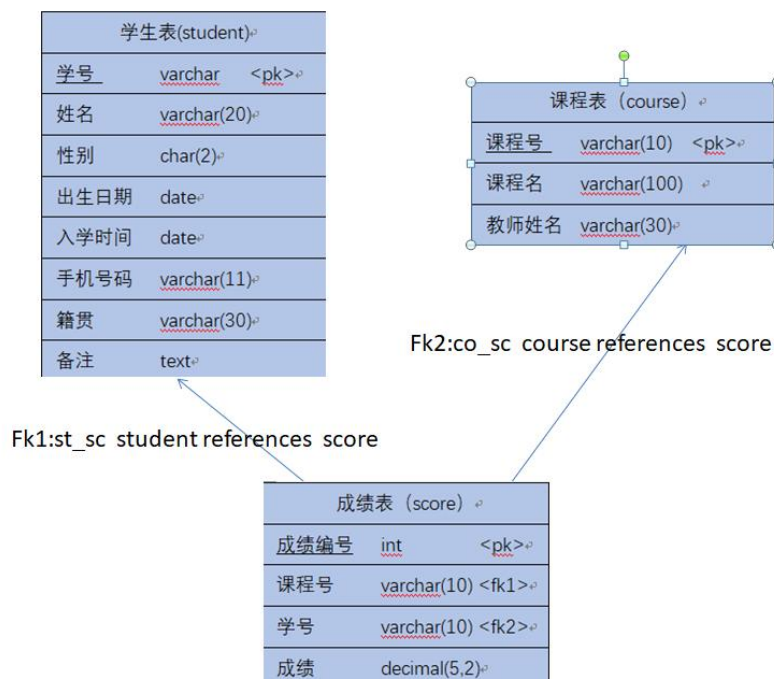 学生表(student)
学号 varchar <pk>
姓名 varchar(20)
性别 char(2)
出生日期 date
入学时间 date
手机号码 varchar(11)
籍贯 varchar(30)
备注 text
课程表（course）
课程号 varchar(10) <pk>
课程名 varchar(100)
教师姓名 varchar(30)
Fk2:co_sc course references score
Fk1:st_sc student references score
成绩表（score）
成绩编号 int <pk>
课程号 varchar(10) <fk1>
学号 varchar(10) <fk2>
成绩 decimal(5,2)